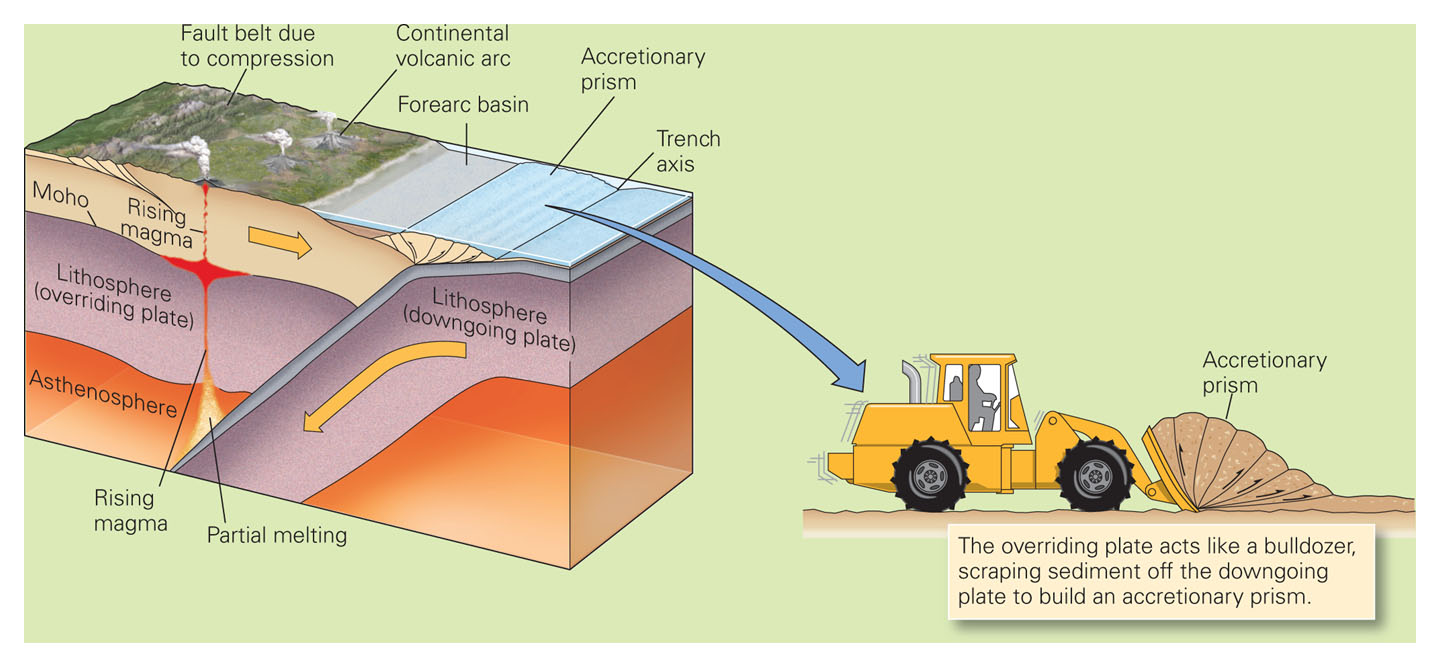 Fault belt due
to compression
Continental
volcanic arc
Accretionary
prism
Forearc basin
Trench
axis
Moho
Rising
magma
Lithosphere
(overriding plate)
Lithosphere
(downgoing plate)
Asthenosphere
Rising
magma
Partial melting
Accretionary
prism
The overriding plate acts like a bulldozer,
scraping sediment off the downgoing
plate to build an accretionary prism.